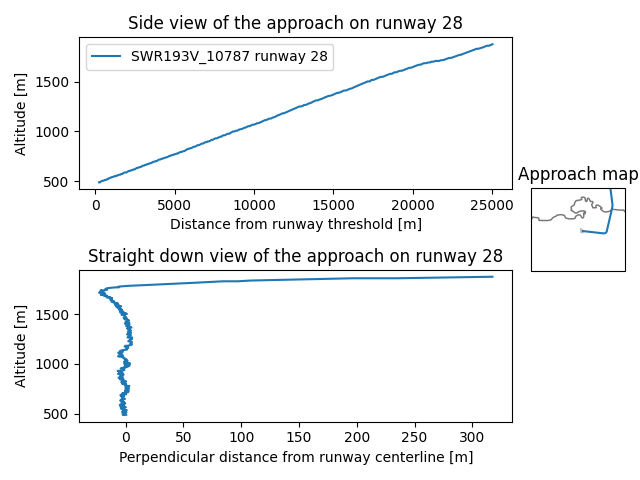 Side view of the approach on runway 28
SWR193V_10787 runway 28
Altitude [m]
1500
1000
500
0
5000
10000
15000
20000
25000
Distance from runway threshold [m]
Approach map
Straight down view of the approach on runway 28
Altitude [m]
1500
1000
500
0
50
100
150
200
250
300
Perpendicular distance from runway centerline [m]